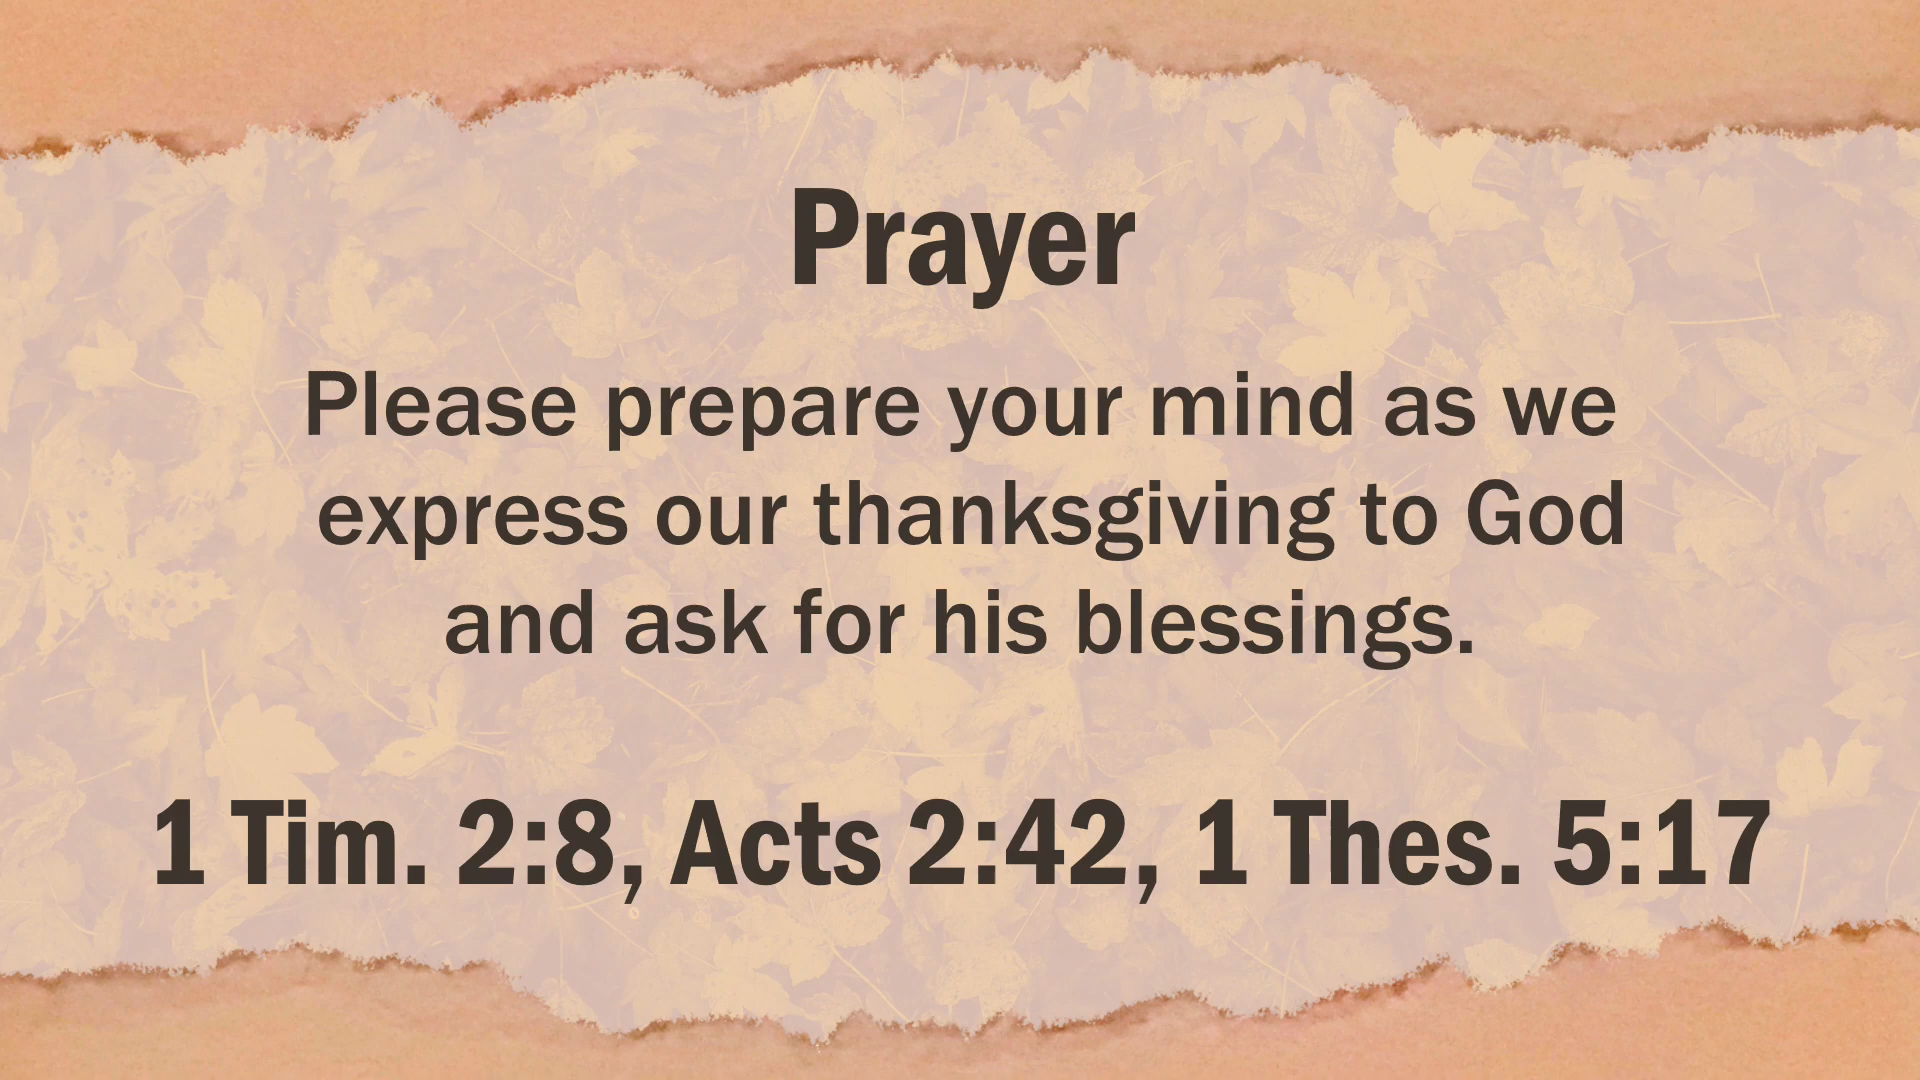 Prayer
Please prepare your mind as we
express our thanksgiving to God
and ask for his blessings.
1 Tim. 2:8, Acts 2:42, 1 Thes. 5:17